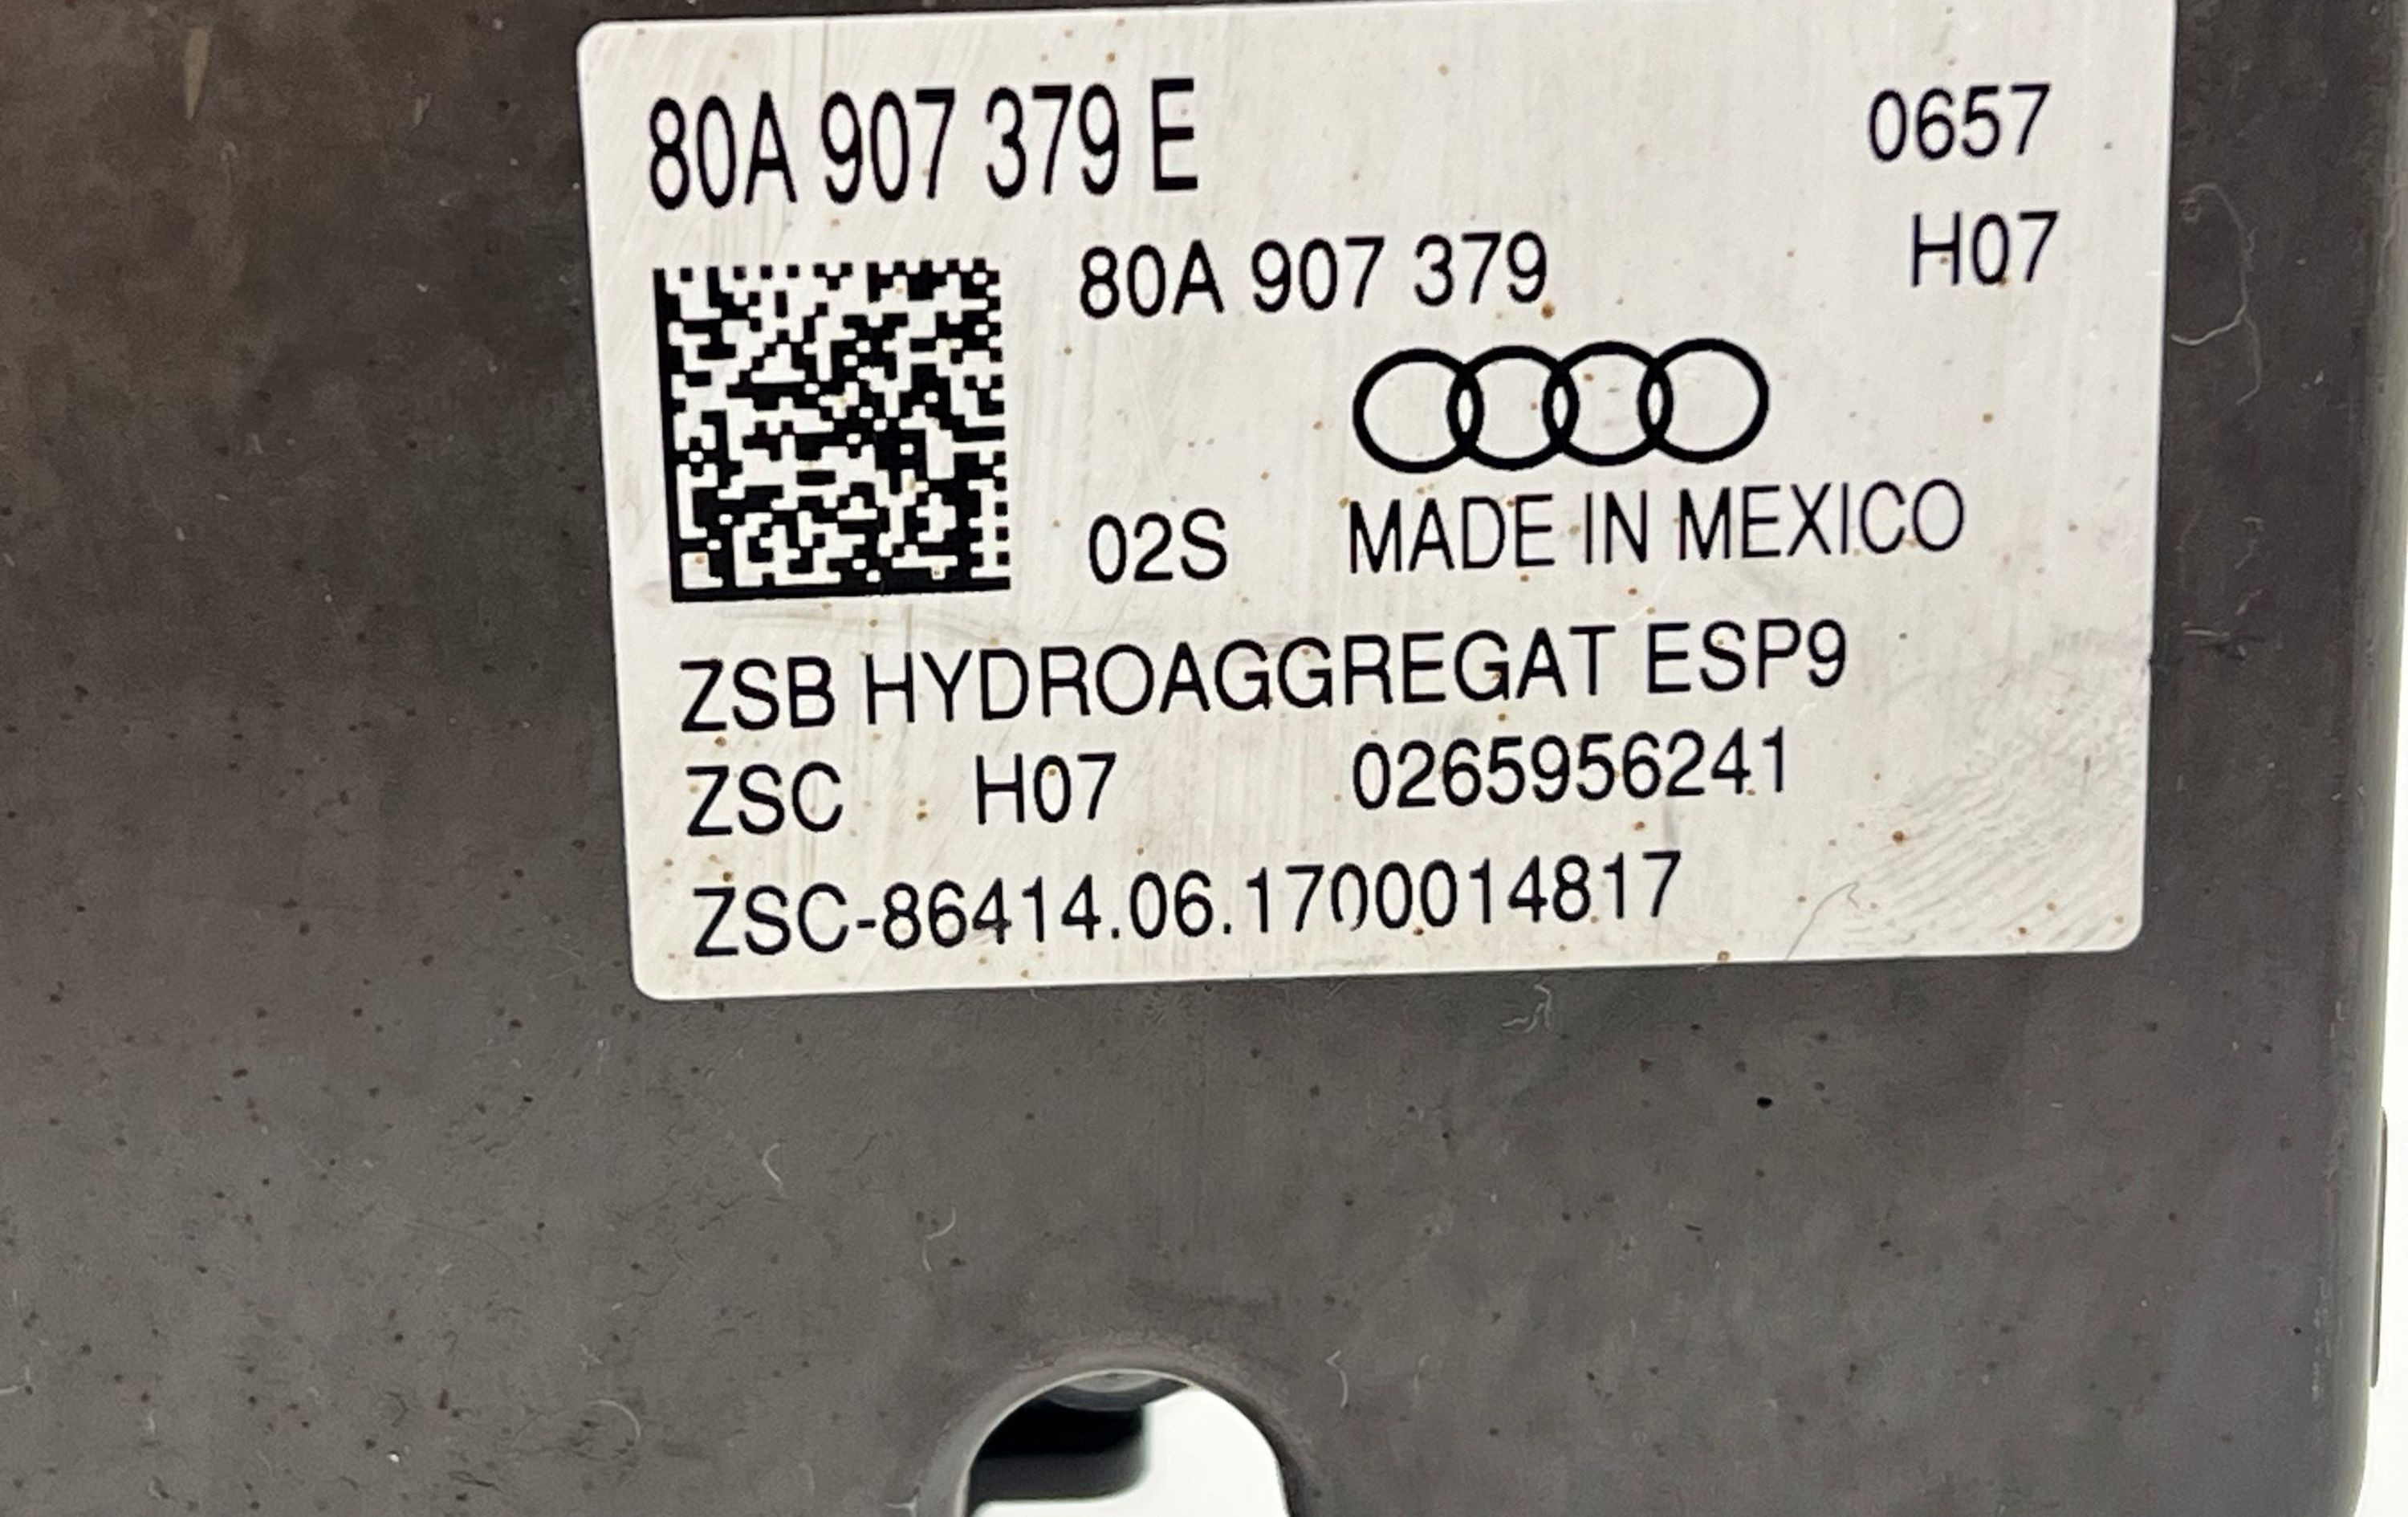 80A 907 379 E 0657
80A 907 379 H07
02S MADE IN MEXICO
ZSB HYDROAGGREGAT ESP9
ZSC H07 0265956241
ZSC-86414.06.1700014817